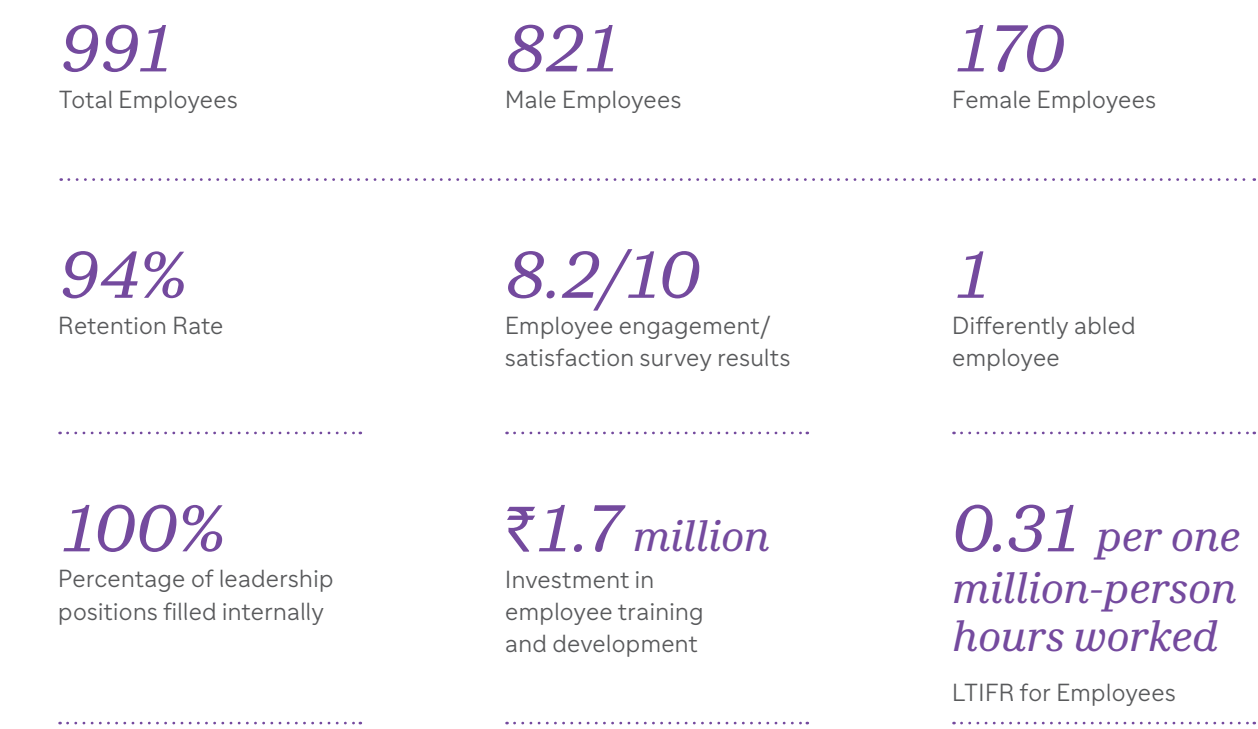 991
Total Employees
821
Male Employees
170
Female Employees
94%
Retention Rate
8.2/10
Employee engagement/
satisfaction survey results
1
Differently abled
employee
100%
Percentage of leadership
positions filled internally
₹1.7 million
Investment in
employee training
and development
0.31 per one
million-person
hours worked
LTIFR for Employees